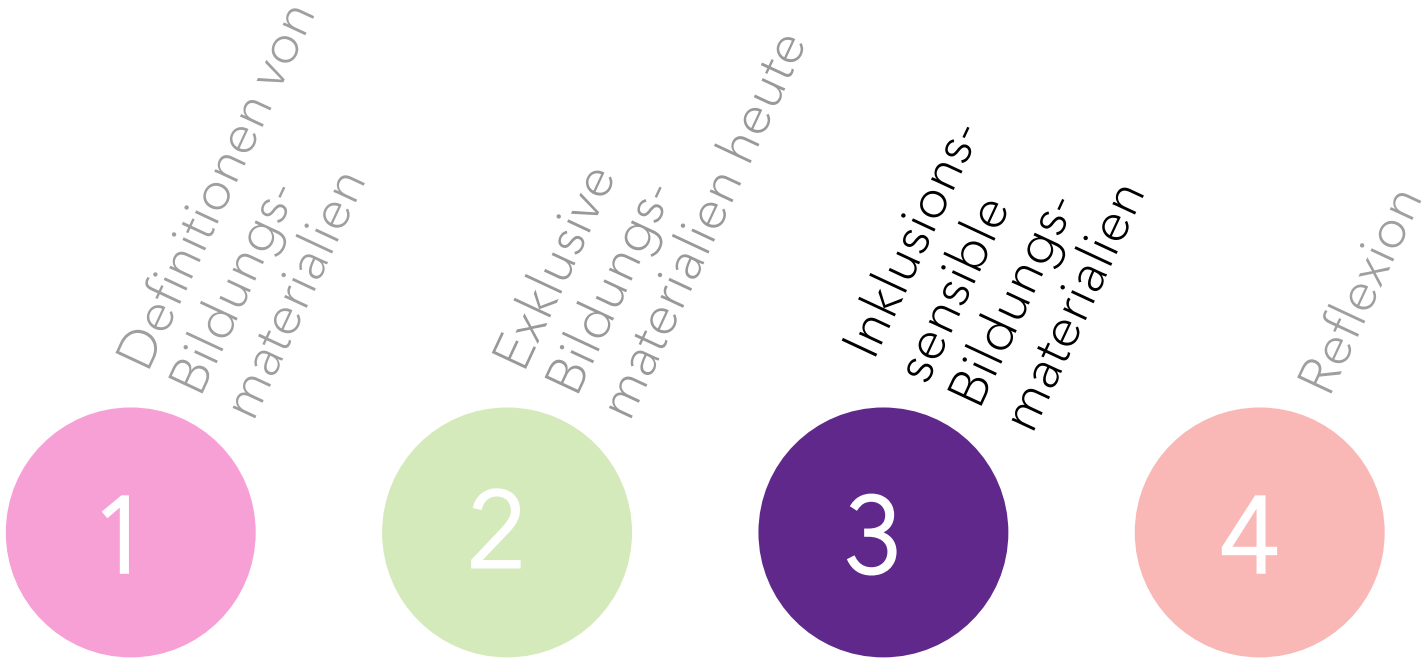 Definitionen von
Bildungs-
materialien
Exklusive
Bildungs-
materialien heute
Inklusions-
sensible
Bildungs-
materialien
Reflexion
1
2
3
4